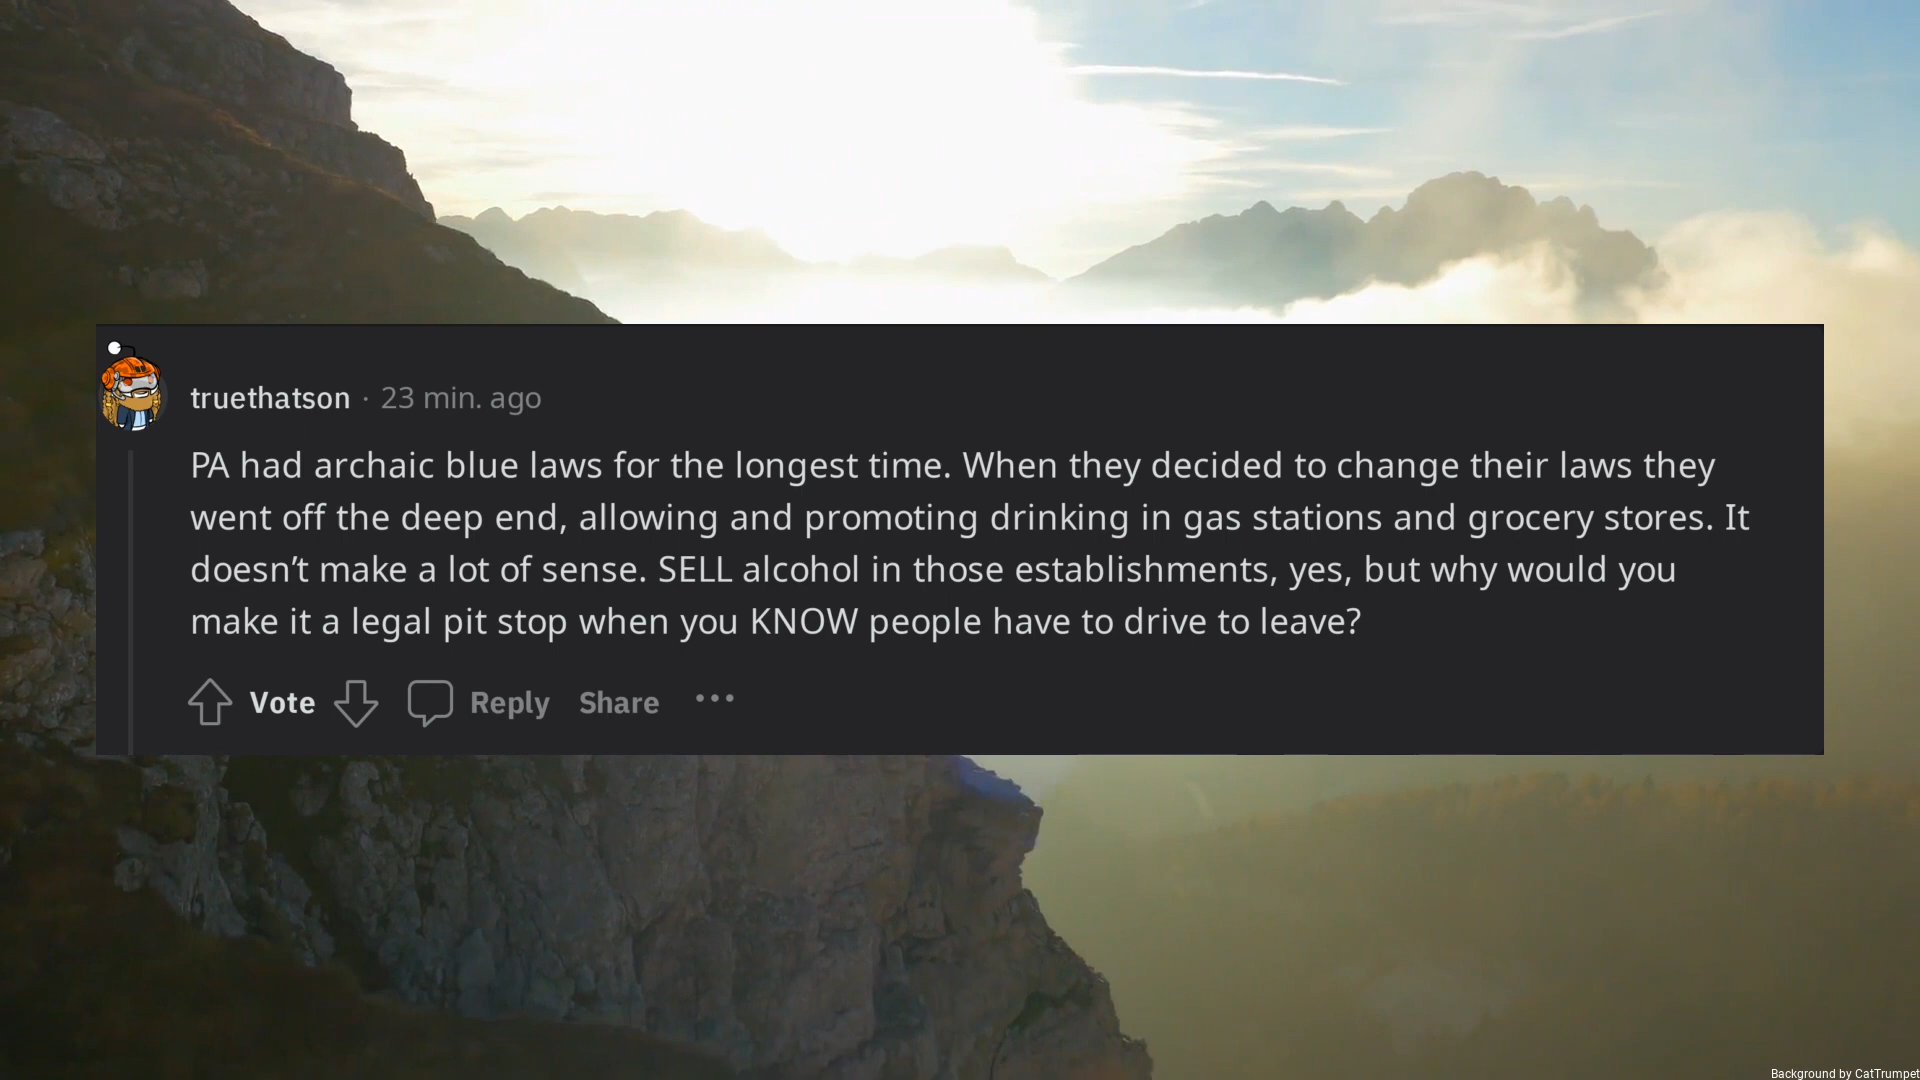 truethatson · 23 min. ago
PA had archaic blue laws for the longest time. When they decided to change their laws they
went off the deep end, allowing and promoting drinking in gas stations and grocery stores. It
doesn’t make a lot of sense. SELL alcohol in those establishments, yes, but why would you
make it a legal pit stop when you KNOW people have to drive to leave?
Vote Reply Share ···
Background by CatTrumpet